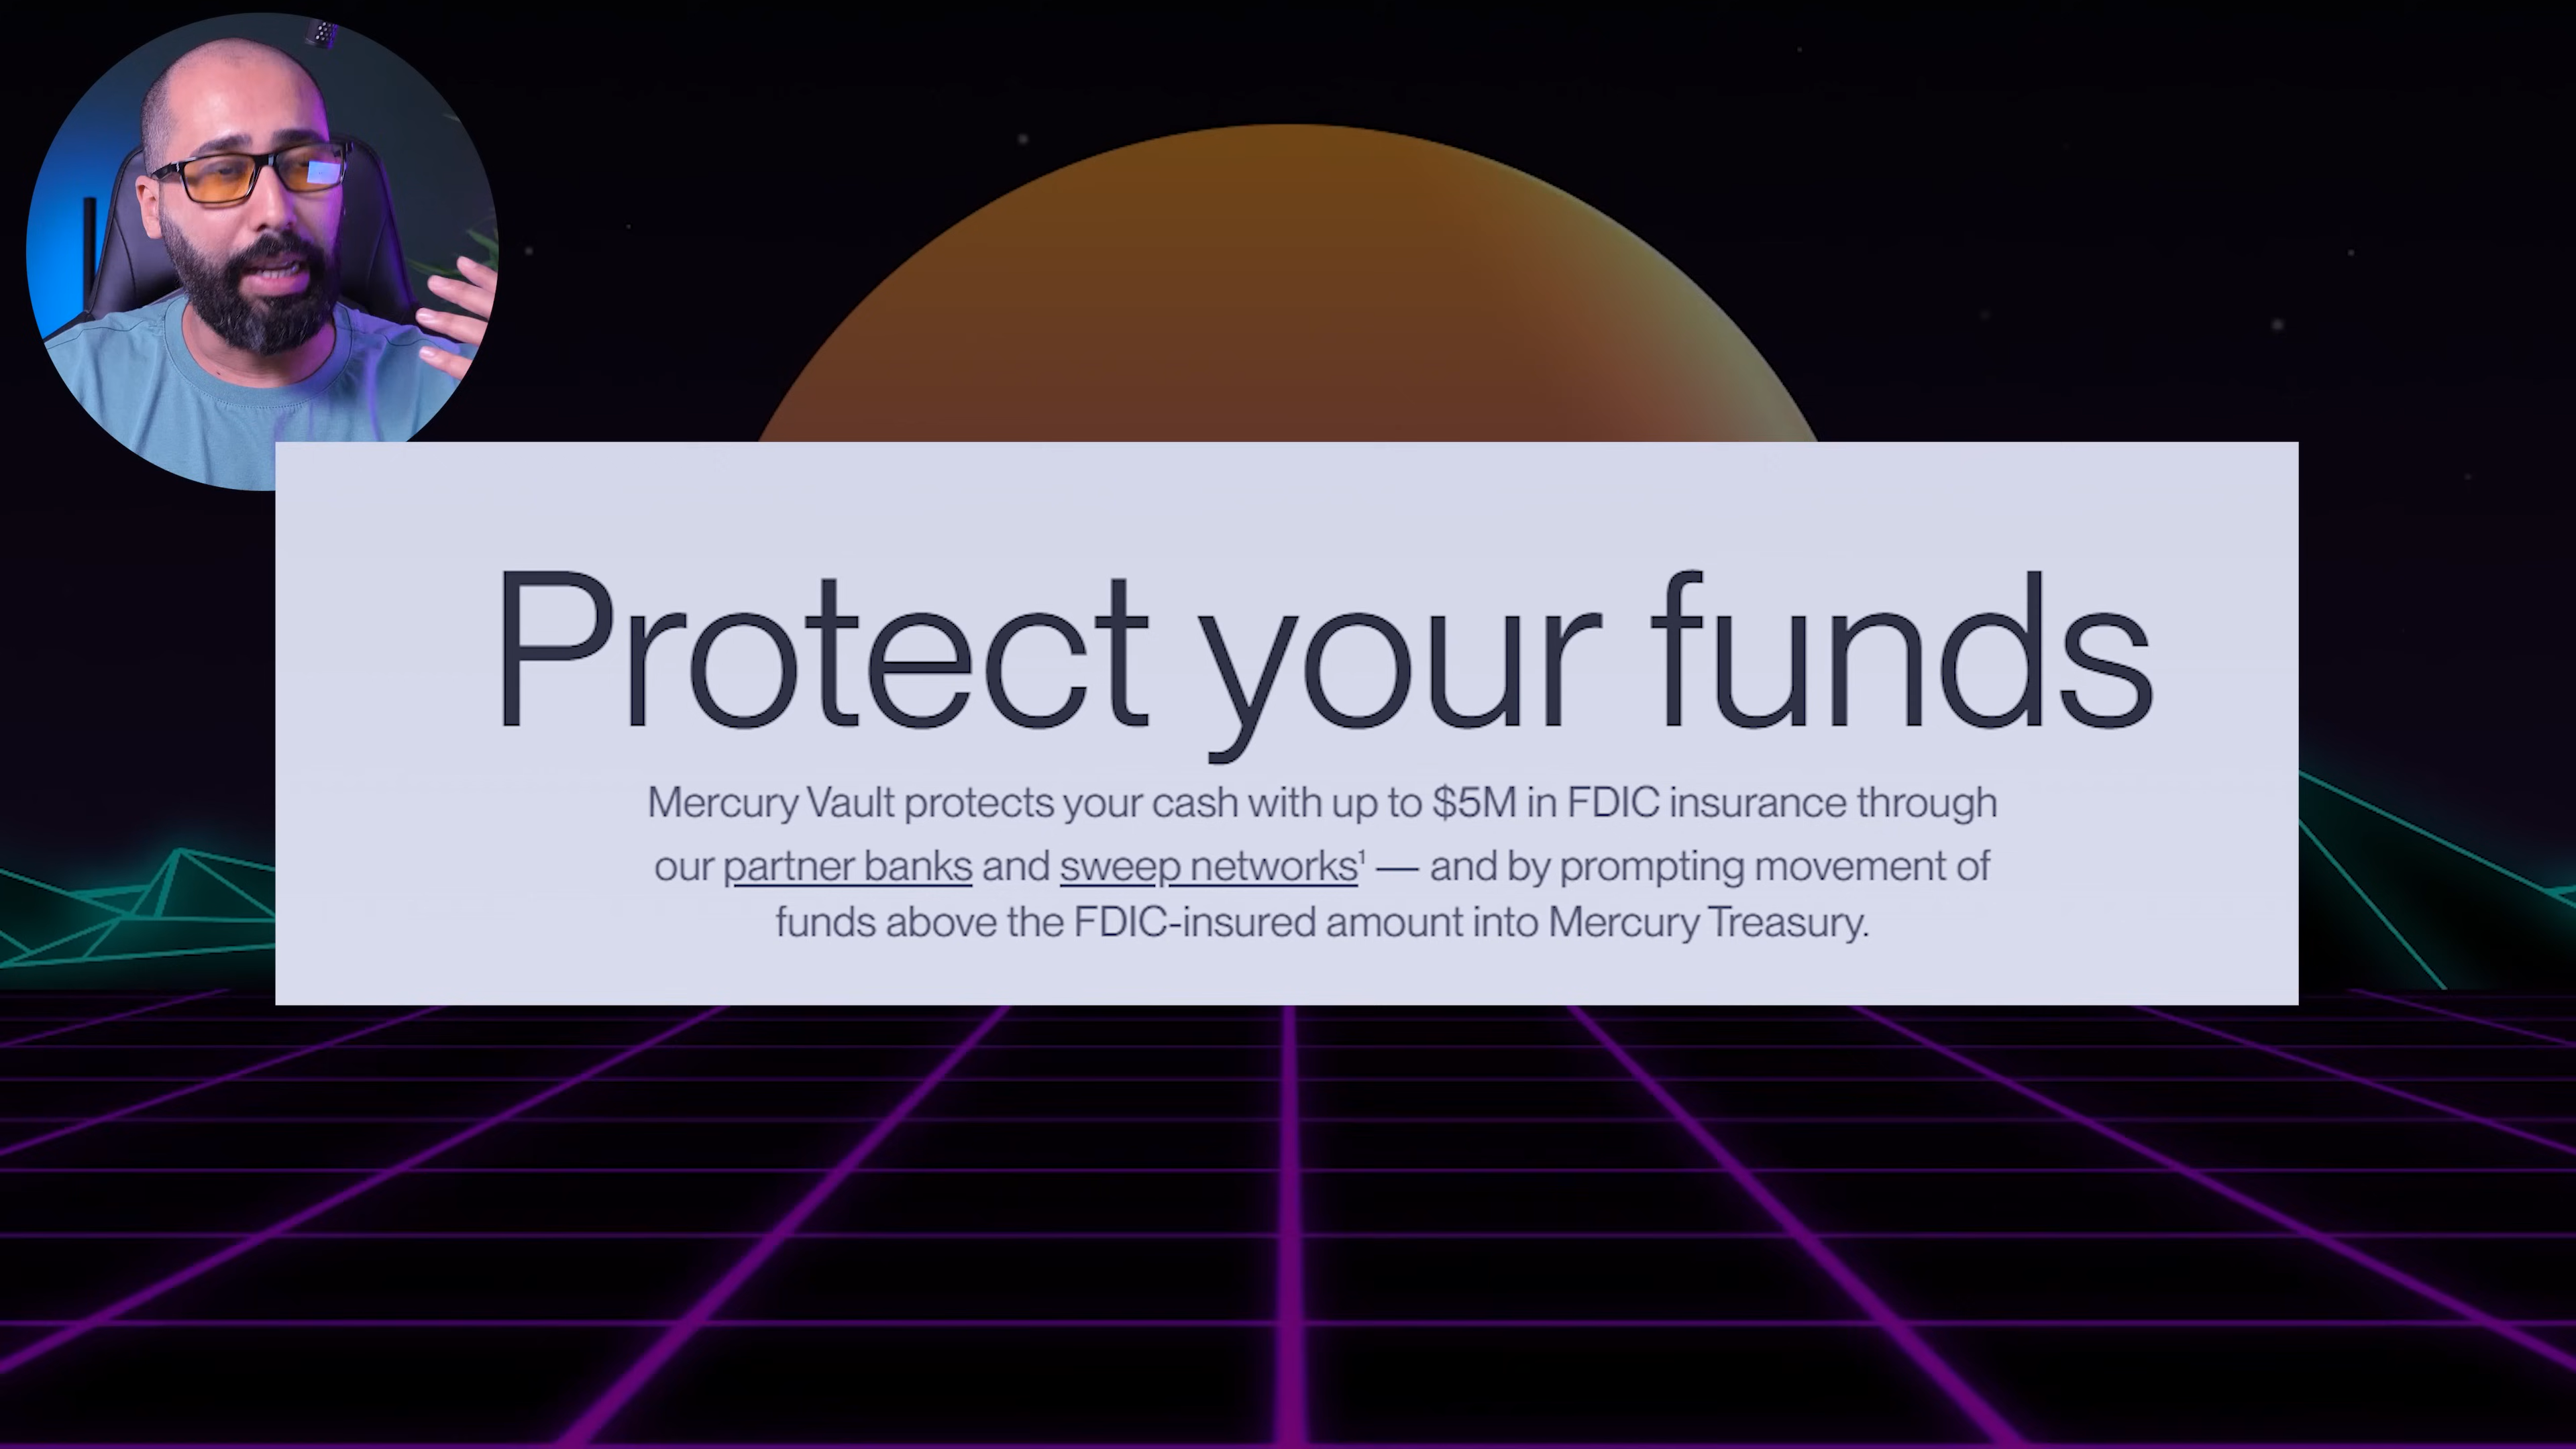 Protect your funds
Mercury Vault protects your cash with up to $5M in FDIC insurance through
our partner banks and sweep networks¹ — and by prompting movement of
funds above the FDIC-insured amount into Mercury Treasury.